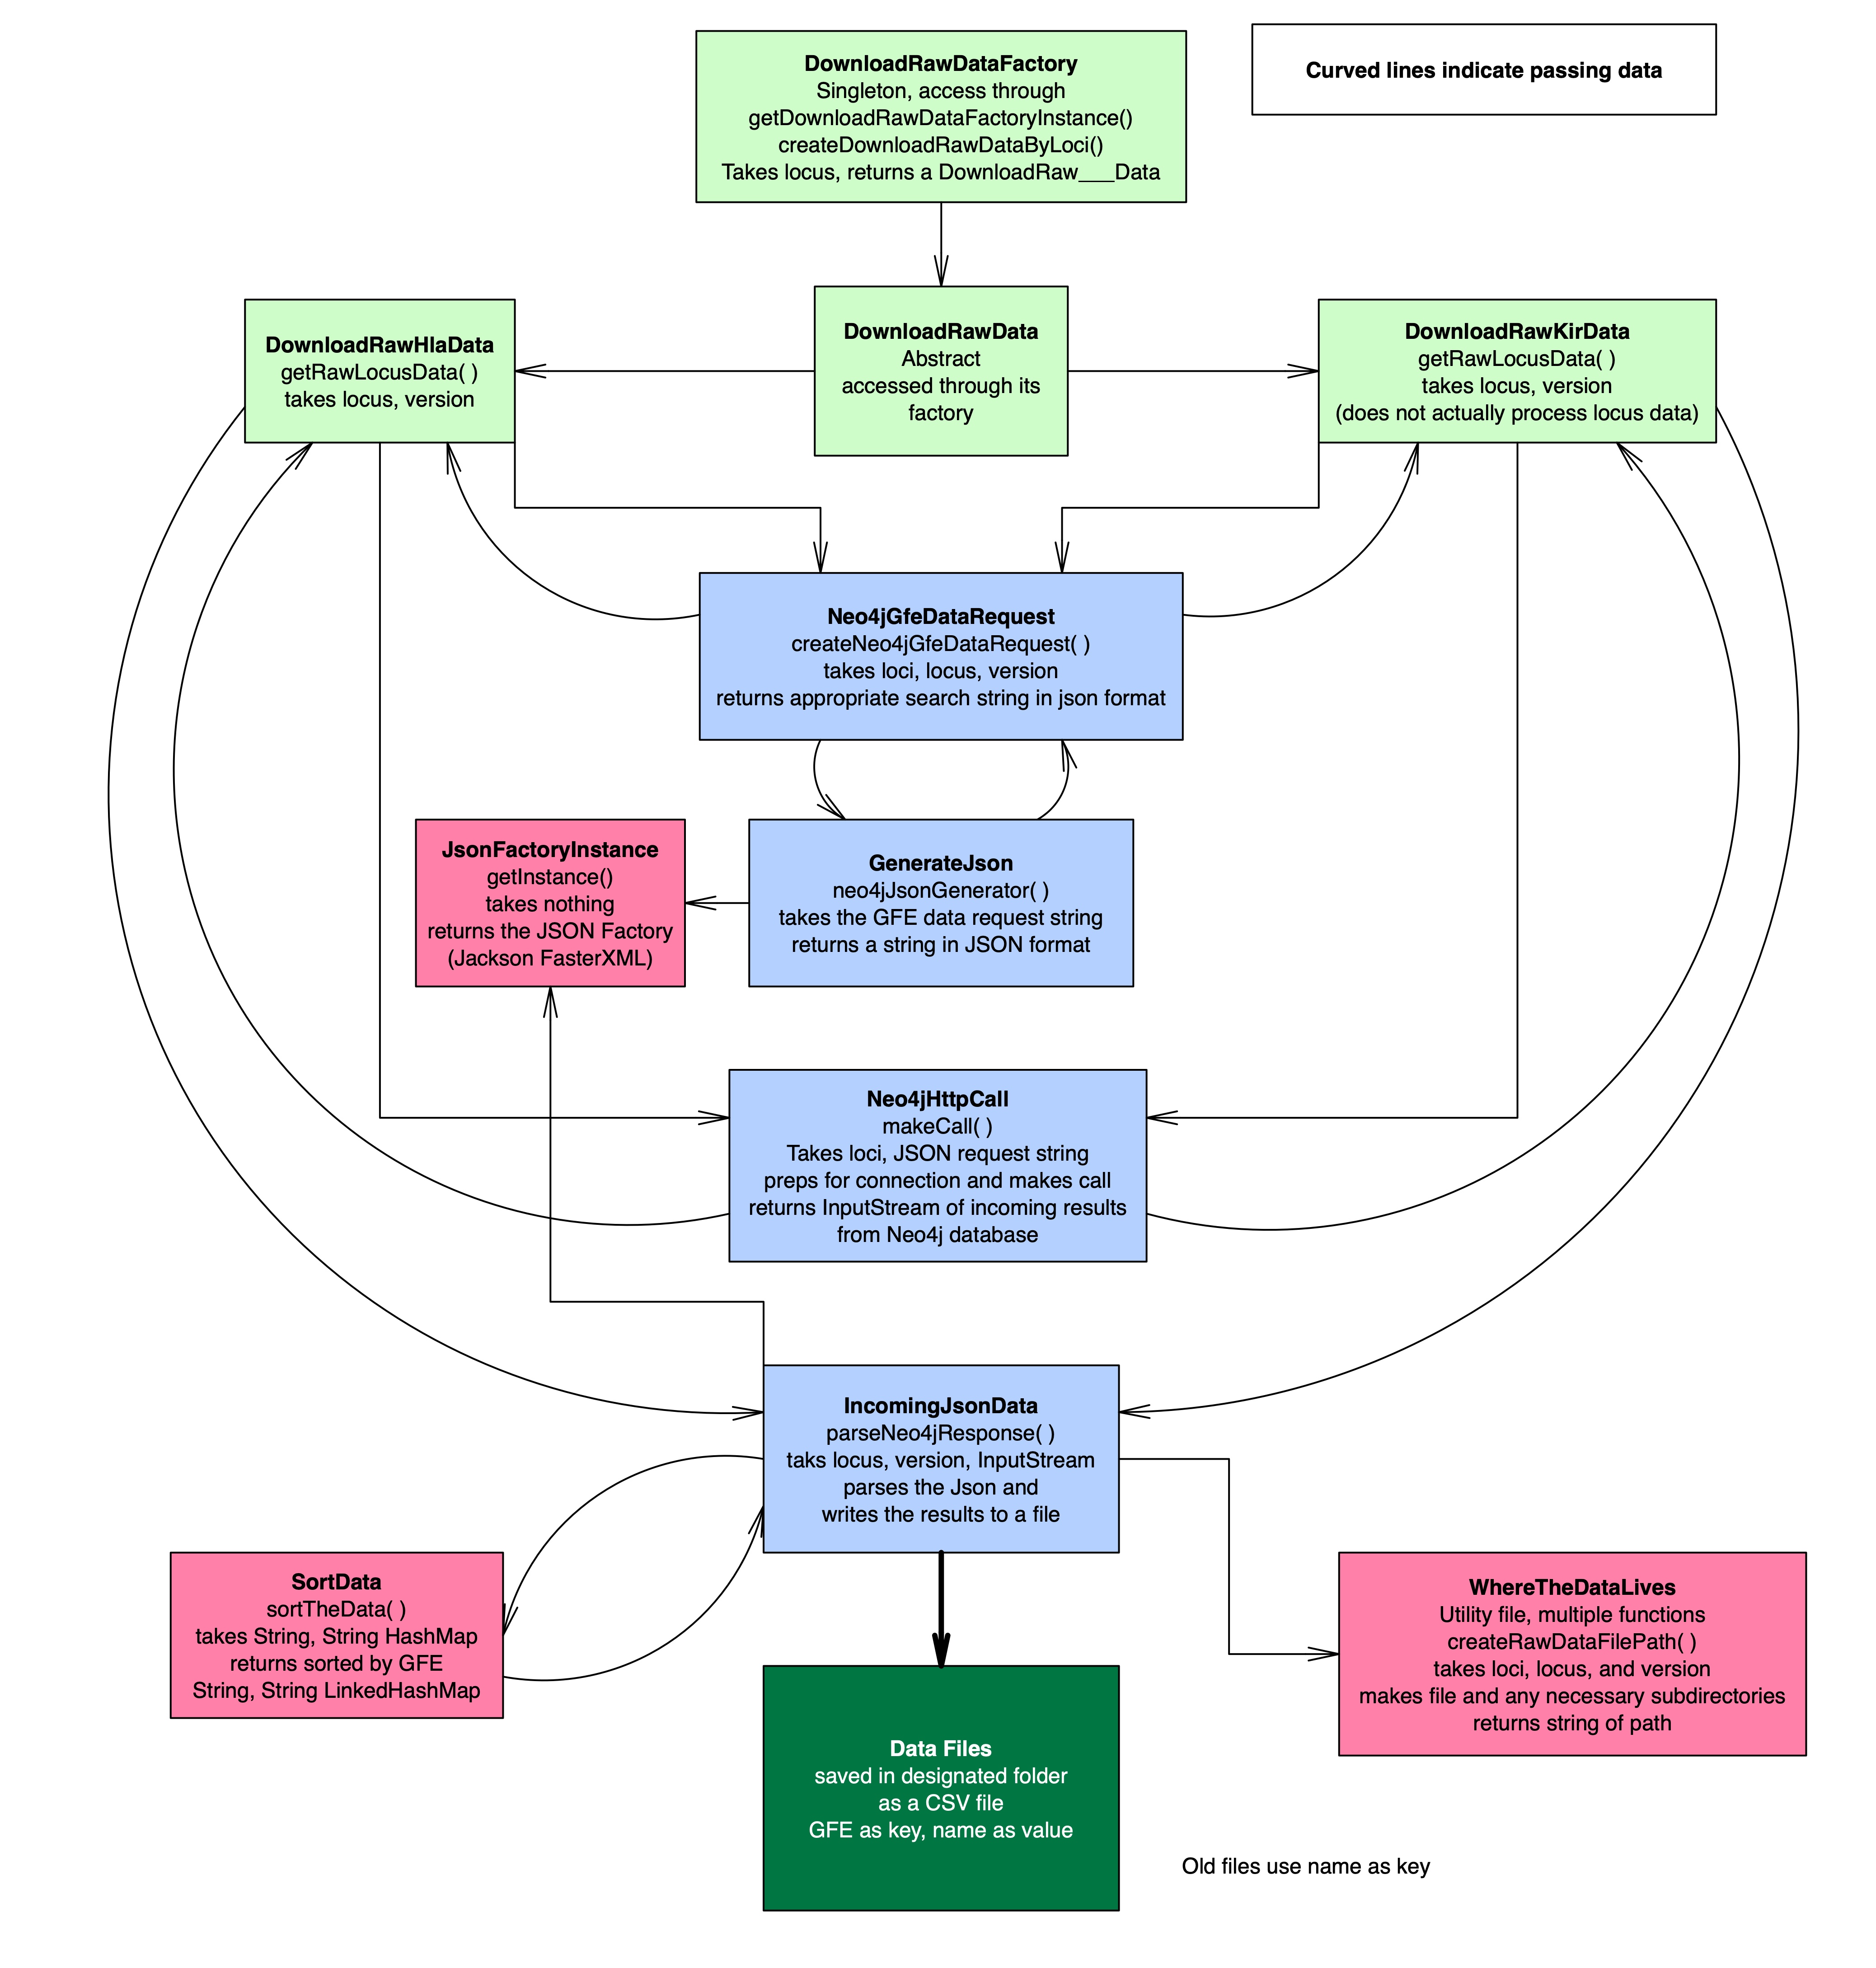 DownloadRawDataFactory
Singleton, access through
getDownloadRawDataFactoryInstance()
createDownloadRawDataByLoci()
Takes locus, returns a DownloadRaw___Data
Curved lines indicate passing data
DownloadRawHlaData
getRawLocusData( )
takes locus, version
DownloadRawData
Abstract
accessed through its
factory
DownloadRawKirData
getRawLocusData( )
takes locus, version
(does not actually process locus data)
Neo4jGfeDataRequest
createNeo4jGfeDataRequest( )
takes loci, locus, version
returns appropriate search string in json format
JsonFactoryInstance
getInstance()
takes nothing
returns the JSON Factory
(Jackson FasterXML)
GenerateJson
neo4jJsonGenerator( )
takes the GFE data request string
returns a string in JSON format
Neo4jHttpCall
makeCall( )
Takes loci, JSON request string
preps for connection and makes call
returns InputStream of incoming results
from Neo4j database
IncomingJsonData
parseNeo4jResponse( )
taks locus, version, InputStream
parses the Json and
writes the results to a file
SortData
sortTheData( )
takes String, String HashMap
returns sorted by GFE
String, String LinkedHashMap
WhereTheDataLives
Utility file, multiple functions
createRawDataFilePath( )
takes loci, locus, and version
makes file and any necessary subdirectories
returns string of path
Data Files
saved in designated folder
as a CSV file
GFE as key, name as value
Old files use name as key